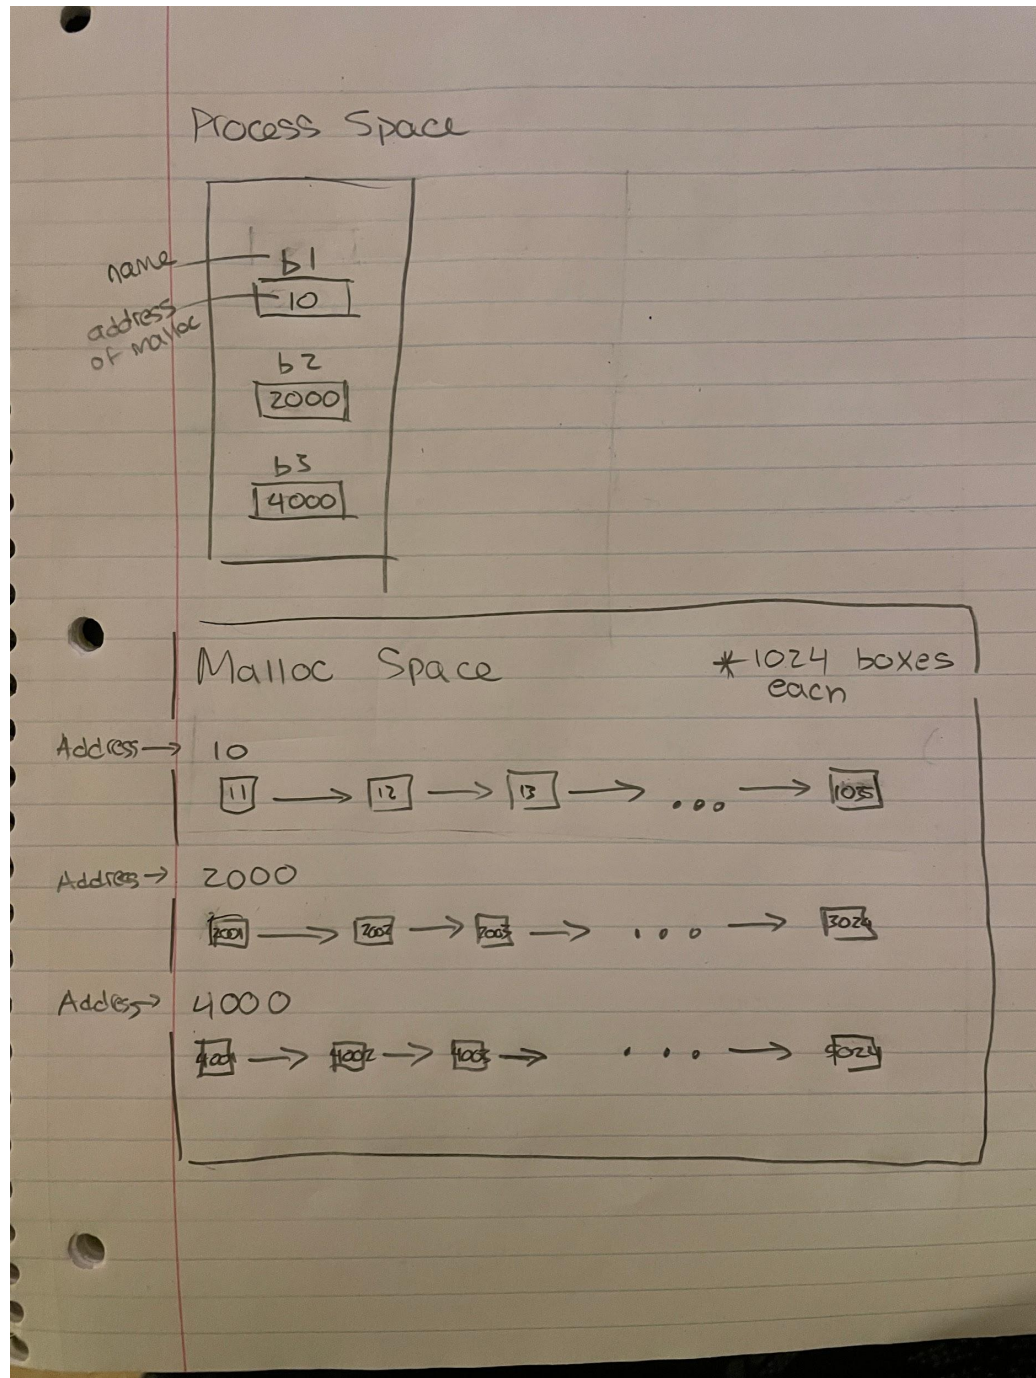 Process Space
name
b1
address
of malloc
10
b2
2000
b3
4000
Malloc Space
*1024 boxes
each
Address→ 10
11 → 12 → 13 → ... → 1035
Address→ 2000
2001 → 2002 → 2003 → ... → 3024
Address→ 4000
4001 → 4002 → 4003 → ... → 5024